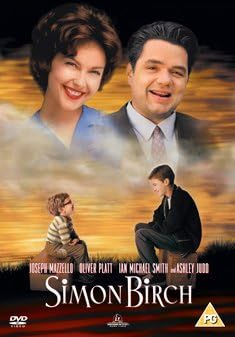 JOSEPH MAZZELLO OLIVER PLATT IAN MICHAEL SMITH AND ASHLEY JUDD
SIMON BIRCH
DVD
VIDEO
PG